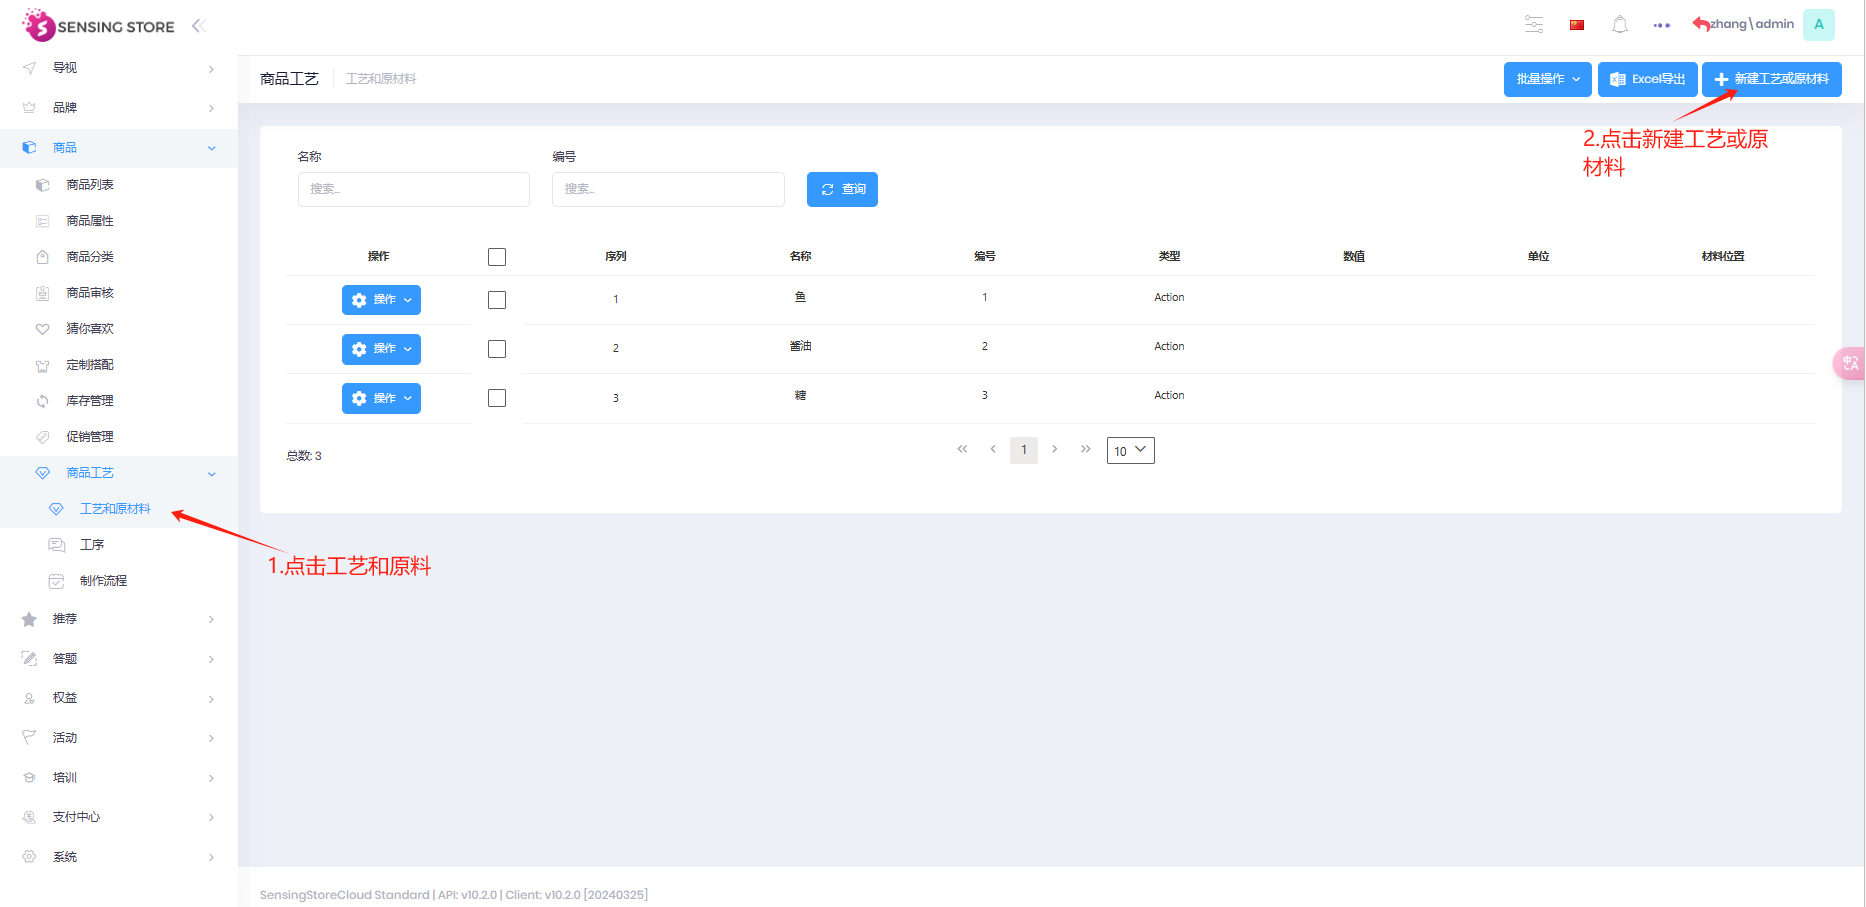 SENSING STORE
zhang\admin
A
导视
品牌
商品
商品列表
商品属性
商品分类
商品审核
猜你喜欢
定制搭配
库存管理
促销管理
商品工艺
工艺和原材料
工序
制作流程
推荐
答题
权益
活动
培训
支付中心
系统
商品工艺 工艺和原材料
批量操作 Excel导出 新建工艺或原材料
2.点击新建工艺或原
材料
名称 编号
搜索... 搜索... 查询
操作 序列 名称 编号 类型 数值 单位 材料位置
操作 1 鱼 1 Action
操作 2 酱油 2 Action
操作 3 糖 3 Action
总数: 3
1 10
1.点击工艺和原料
中A
SensingStoreCloud Standard | API: v10.2.0 | Client: v10.2.0 [20240325]